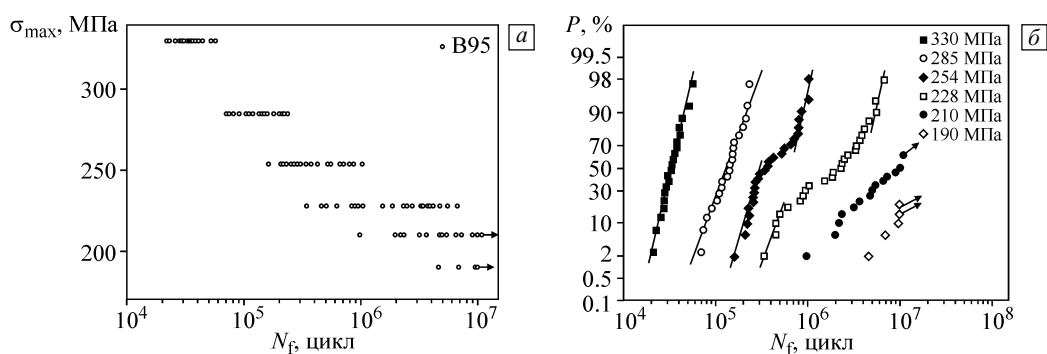 σmax, МПа
а
В95
300
250
200
10^4
10^5
10^6
10^7
Nf, цикл
P, %
б
99.5
98
90
70
50
30
10
2
0.5
0.1
330 МПа
285 МПа
254 МПа
228 МПа
210 МПа
190 МПа
10^4
10^5
10^6
10^7
10^8
Nf, цикл